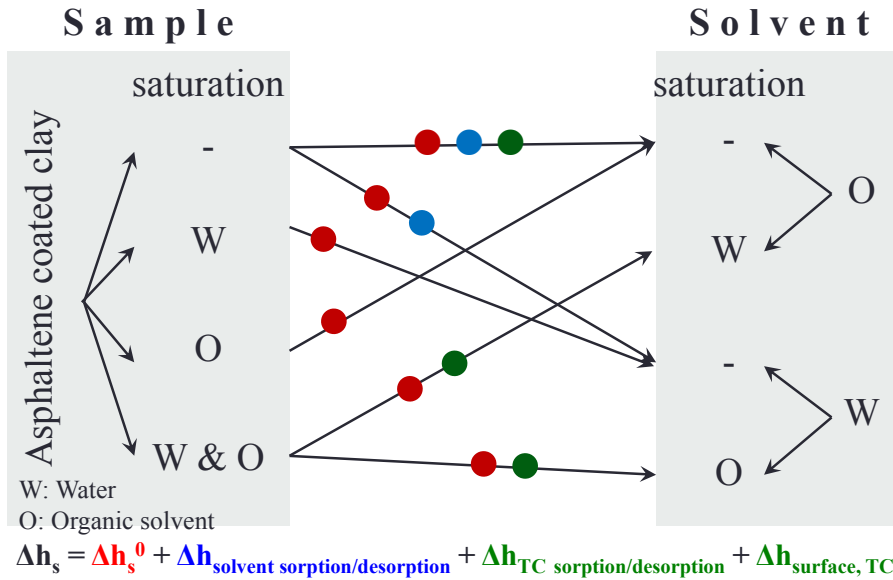 Sample
Solvent
Asphaltene coated clay
saturation
-
W
O
W & O
W: Water
O: Organic solvent
saturation
-
W
-
O
O
W
Δhs = Δhs0 + Δhsolvent sorption/desorption + ΔhTC sorption/desorption + Δhsurface, TC